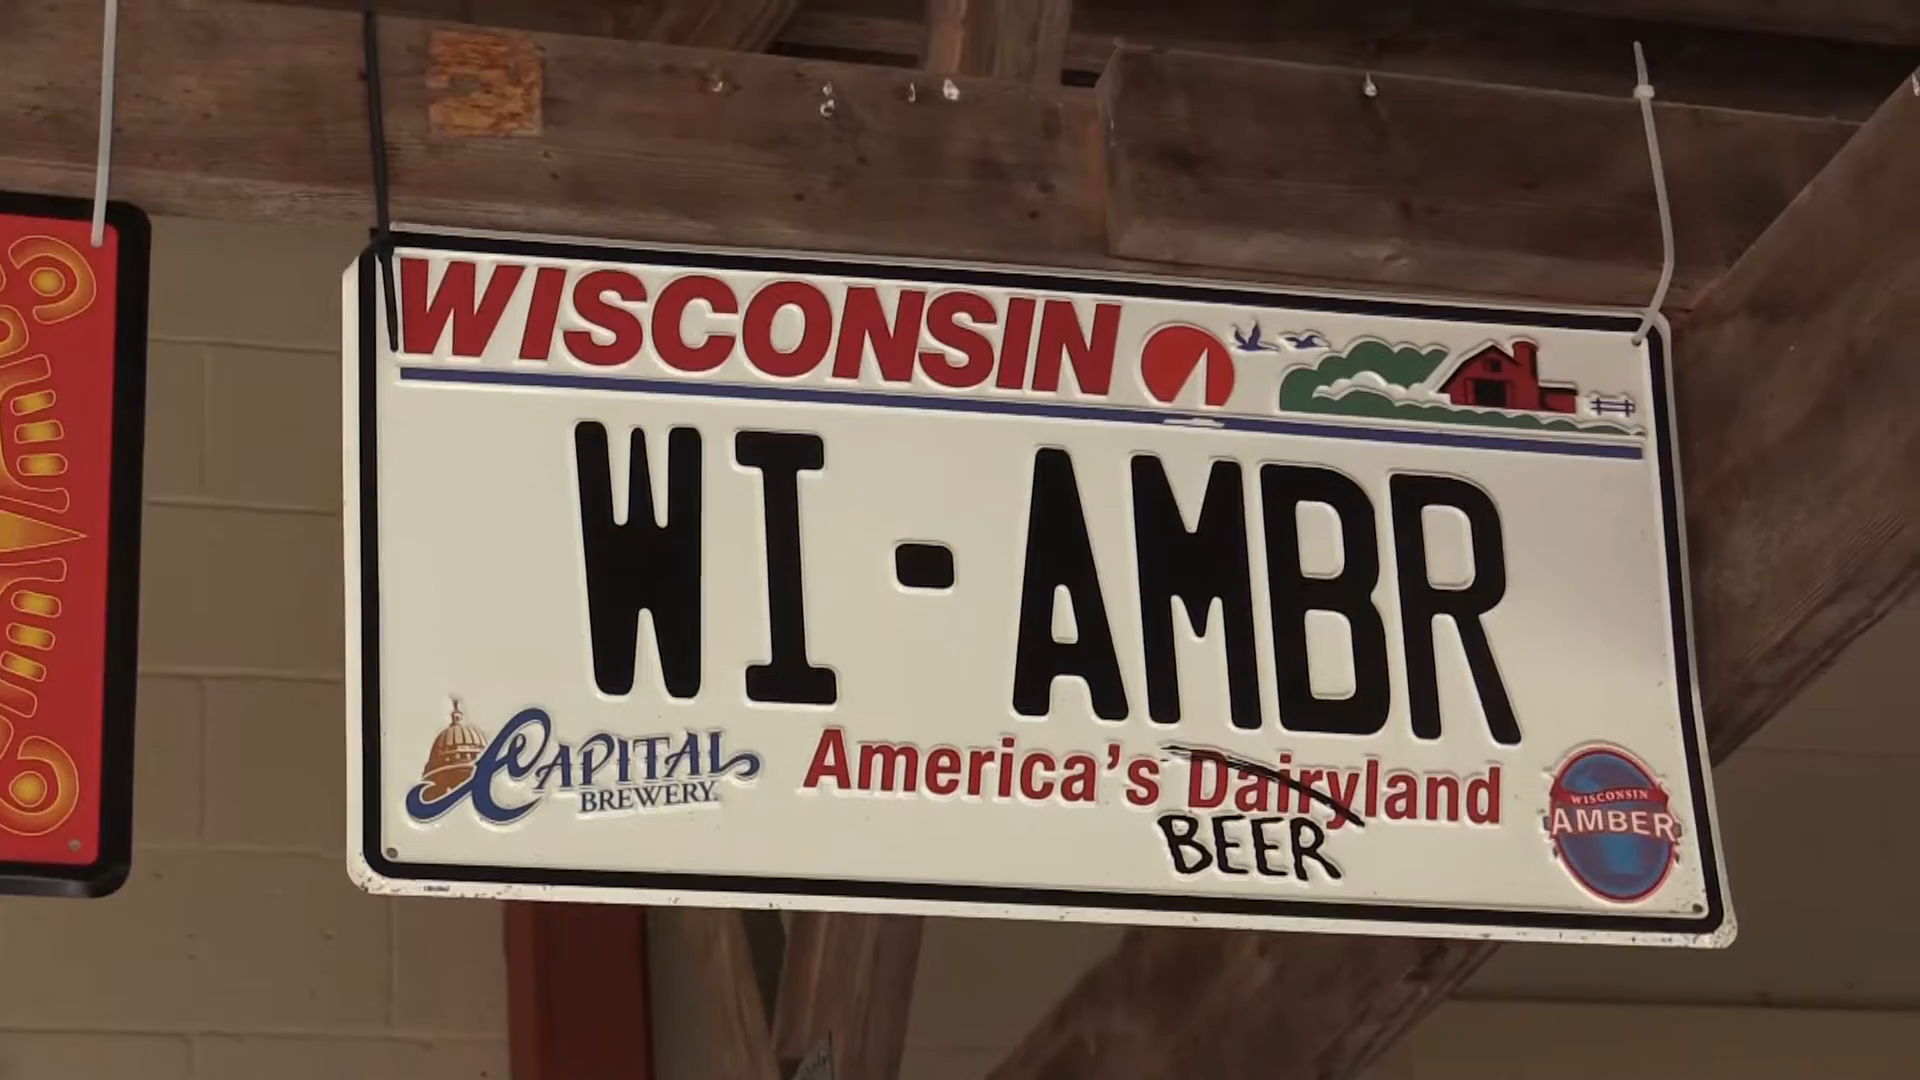 WISCONSIN
WI-AMBR
CAPITAL
BREWERY
America's Dairyland
BEER
WISCONSIN
AMBER